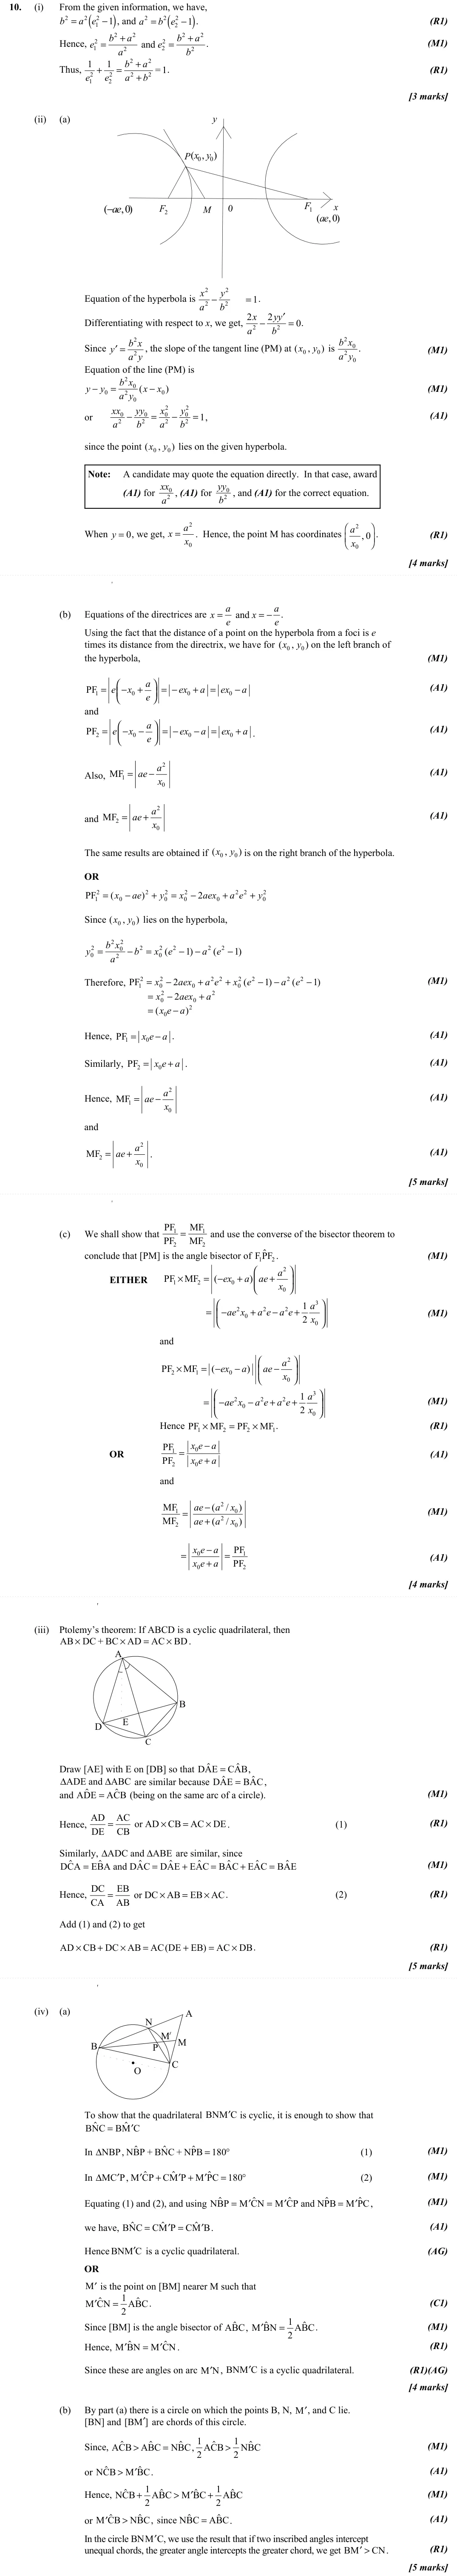 10. (i) From the given information, we have,
b² = a²(e₁² − 1), and a² = b²(e₂² − 1). (R1)
Hence, e₁² = (b² + a²)/a² and e₂² = (b² + a²)/b². (M1)
Thus, 1/e₁² + 1/e₂² = (b² + a²)/(a² + b²) = 1. (R1)
[3 marks]
(ii) (a)
y
P(x₀, y₀)
(−ae, 0) F₂ M 0 F₁ x
(ae, 0)
Equation of the hyperbola is x²/a² − y²/b² = 1.
Differentiating with respect to x, we get, 2x/a² − 2yy′/b² = 0.
Since y′ = b²x/a²y, the slope of the tangent line (PM) at (x₀, y₀) is b²x₀/a²y₀. (M1)
Equation of the line (PM) is
y − y₀ = b²x₀/a²y₀ (x − x₀) (M1)
or xx₀/a² − yy₀/b² = x₀²/a² − y₀²/b² = 1, (A1)
since the point (x₀, y₀) lies on the given hyperbola.
Note: A candidate may quote the equation directly. In that case, award
(A1) for xx₀/a², (A1) for yy₀/b², and (A1) for the correct equation.
When y = 0, we get, x = a²/x₀. Hence, the point M has coordinates (a²/x₀, 0). (R1)
[4 marks]
(b) Equations of the directrices are x = a/e and x = −a/e.
Using the fact that the distance of a point on the hyperbola from a foci is e
times its distance from the directrix, we have for (x₀, y₀) on the left branch of
the hyperbola, (M1)
PF₁ = |e(−x₀ + a/e)| = |−ex₀ + a| = |ex₀ − a| (A1)
and
PF₂ = |e(−x₀ − a/e)| = |−ex₀ − a| = |ex₀ + a|. (A1)
Also, MF₁ = |ae − a²/x₀| (A1)
and MF₂ = |ae + a²/x₀| (A1)
The same results are obtained if (x₀, y₀) is on the right branch of the hyperbola.
OR
PF₁² = (x₀ − ae)² + y₀² = x₀² − 2aex₀ + a²e² + y₀²
Since (x₀, y₀) lies on the hyperbola,
y₀² = b²x₀²/a² − b² = x₀²(e² − 1) − a²(e² − 1)
Therefore, PF₁² = x₀² − 2aex₀ + a²e² + x₀²(e² − 1) − a²(e² − 1) (M1)
= x₀² − 2aex₀ + a²
= (x₀e − a)²
Hence, PF₁ = |x₀e − a|. (A1)
Similarly, PF₂ = |x₀e + a|. (A1)
Hence, MF₁ = |ae − a²/x₀| (A1)
and
MF₂ = |ae + a²/x₀|. (A1)
[5 marks]
(c) We shall show that PF₁/PF₂ = MF₁/MF₂ and use the converse of the bisector theorem to
conclude that [PM] is the angle bisector of F₁P̂F₂. (M1)
EITHER PF₁ × MF₂ = |(−ex₀ + a)(ae + a²/x₀)|
= |(−ae²x₀ + a²e − a²e + 1/2 a³/x₀)| (M1)
and
PF₂ × MF₁ = |(−ex₀ − a)| |(ae − a²/x₀)|
= |(−ae²x₀ − a²e + a²e + 1/2 a³/x₀)| (M1)
Hence PF₁ × MF₂ = PF₂ × MF₁. (R1)
OR PF₁/PF₂ = |x₀e − a|/|x₀e + a| (A1)
and
MF₁/MF₂ = |(ae − (a²/x₀))/(ae + (a²/x₀))| (M1)
= |(x₀e − a)/(x₀e + a)| = PF₁/PF₂ (A1)
[4 marks]
(iii) Ptolemy's theorem: If ABCD is a cyclic quadrilateral, then
AB × DC + BC × AD = AC × BD.
A
B
E
D
C
Draw [AE] with E on [DB] so that DÂE = CÂB,
ΔADE and ΔABC are similar because DÂE = BÂC,
and AD̂E = AĈB (being on the same arc of a circle). (M1)
Hence, AD/DE = AC/CB or AD × CB = AC × DE. (1) (R1)
Similarly, ΔADC and ΔABE are similar, since
DĈA = EB̂A and DÂC = DÂE + EÂC = BÂC + EÂC = BÂE (M1)
Hence, DC/CA = EB/AB or DC × AB = EB × AC. (2) (R1)
Add (1) and (2) to get
AD × CB + DC × AB = AC(DE + EB) = AC × DB. (R1)
[5 marks]
(iv) (a)
A
N
M′
B P M
C
O
To show that the quadrilateral BNM′C is cyclic, it is enough to show that
BN̂C = BM̂′C
In ΔNBP, NB̂P + BN̂C + NP̂B = 180° (1) (M1)
In ΔMC′P, M′ĈP + CM̂′P + M′P̂C = 180° (2) (M1)
Equating (1) and (2), and using NB̂P = M′ĈN = M′ĈP and NP̂B = M′P̂C, (M1)
we have, BN̂C = CM̂′P = CM̂′B. (A1)
Hence BNM′C is a cyclic quadrilateral. (AG)
OR
M′ is the point on [BM] nearer M such that
M′ĈN = 1/2 AB̂C. (C1)
Since [BM] is the angle bisector of AB̂C, M′B̂N = 1/2 AB̂C. (M1)
Hence, M′B̂N = M′ĈN. (R1)
Since these are angles on arc M′N, BNM′C is a cyclic quadrilateral. (R1)(AG)
[4 marks]
(b) By part (a) there is a circle on which the points B, N, M′, and C lie.
[BN] and [BM′] are chords of this circle.
Since, AĈB > AB̂C = NB̂C, 1/2 AĈB > 1/2 NB̂C (M1)
or NĈB > M′B̂C. (A1)
Hence, NĈB + 1/2 AB̂C > M′B̂C + 1/2 AB̂C (M1)
or M′ĈB > NB̂C, since NB̂C = AB̂C. (A1)
In the circle BNM′C, we use the result that if two inscribed angles intercept
unequal chords, the greater angle intercepts the greater chord, we get BM′ > CN. (R1)
[5 marks]